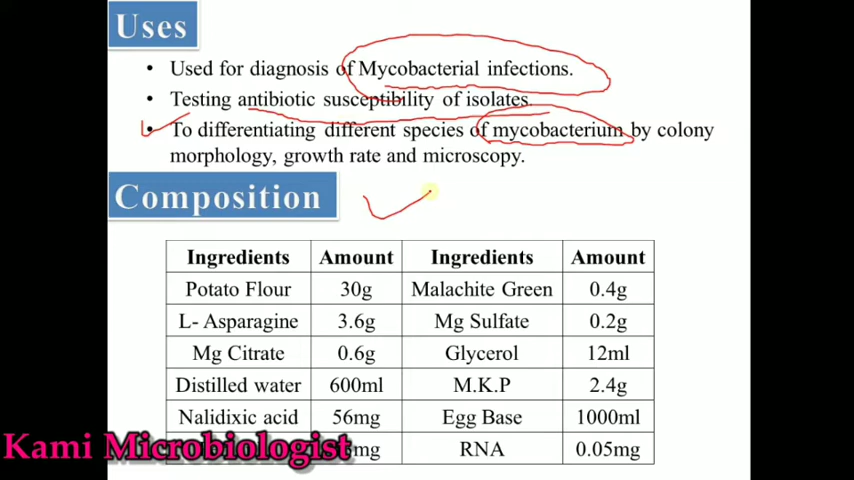 Uses
• Used for diagnosis of Mycobacterial infections.
• Testing antibiotic susceptibility of isolates.
• To differentiating different species of mycobacterium by colony
morphology, growth rate and microscopy.
Composition
Ingredients Amount Ingredients Amount
Potato Flour 30g Malachite Green 0.4g
L- Asparagine 3.6g Mg Sulfate 0.2g
Mg Citrate 0.6g Glycerol 12ml
Distilled water 600ml M.K.P 2.4g
Nalidixic acid 56mg Egg Base 1000ml
RNA 0.05mg
Kami Microbiologist